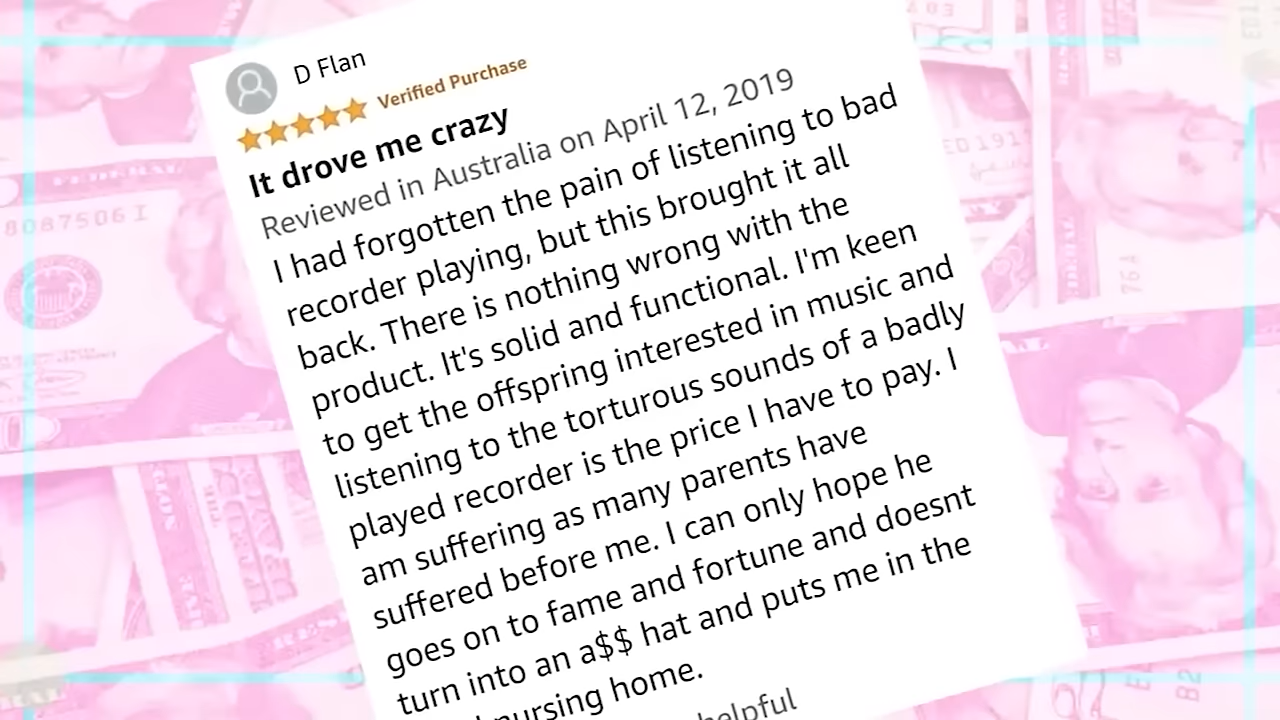 D Flan
Verified Purchase
It drove me crazy
Reviewed in Australia on April 12, 2019
I had forgotten the pain of listening to bad
recorder playing, but this brought it all
back. There is nothing wrong with the
product. It's solid and functional. I'm keen
to get the offspring interested in music and
listening to the torturous sounds of a badly
played recorder is the price I have to pay. I
am suffering as many parents have
suffered before me. I can only hope he
goes on to fame and fortune and doesnt
turn into an a$$ hat and puts me in the
nursing home.
helpful
8087506 I